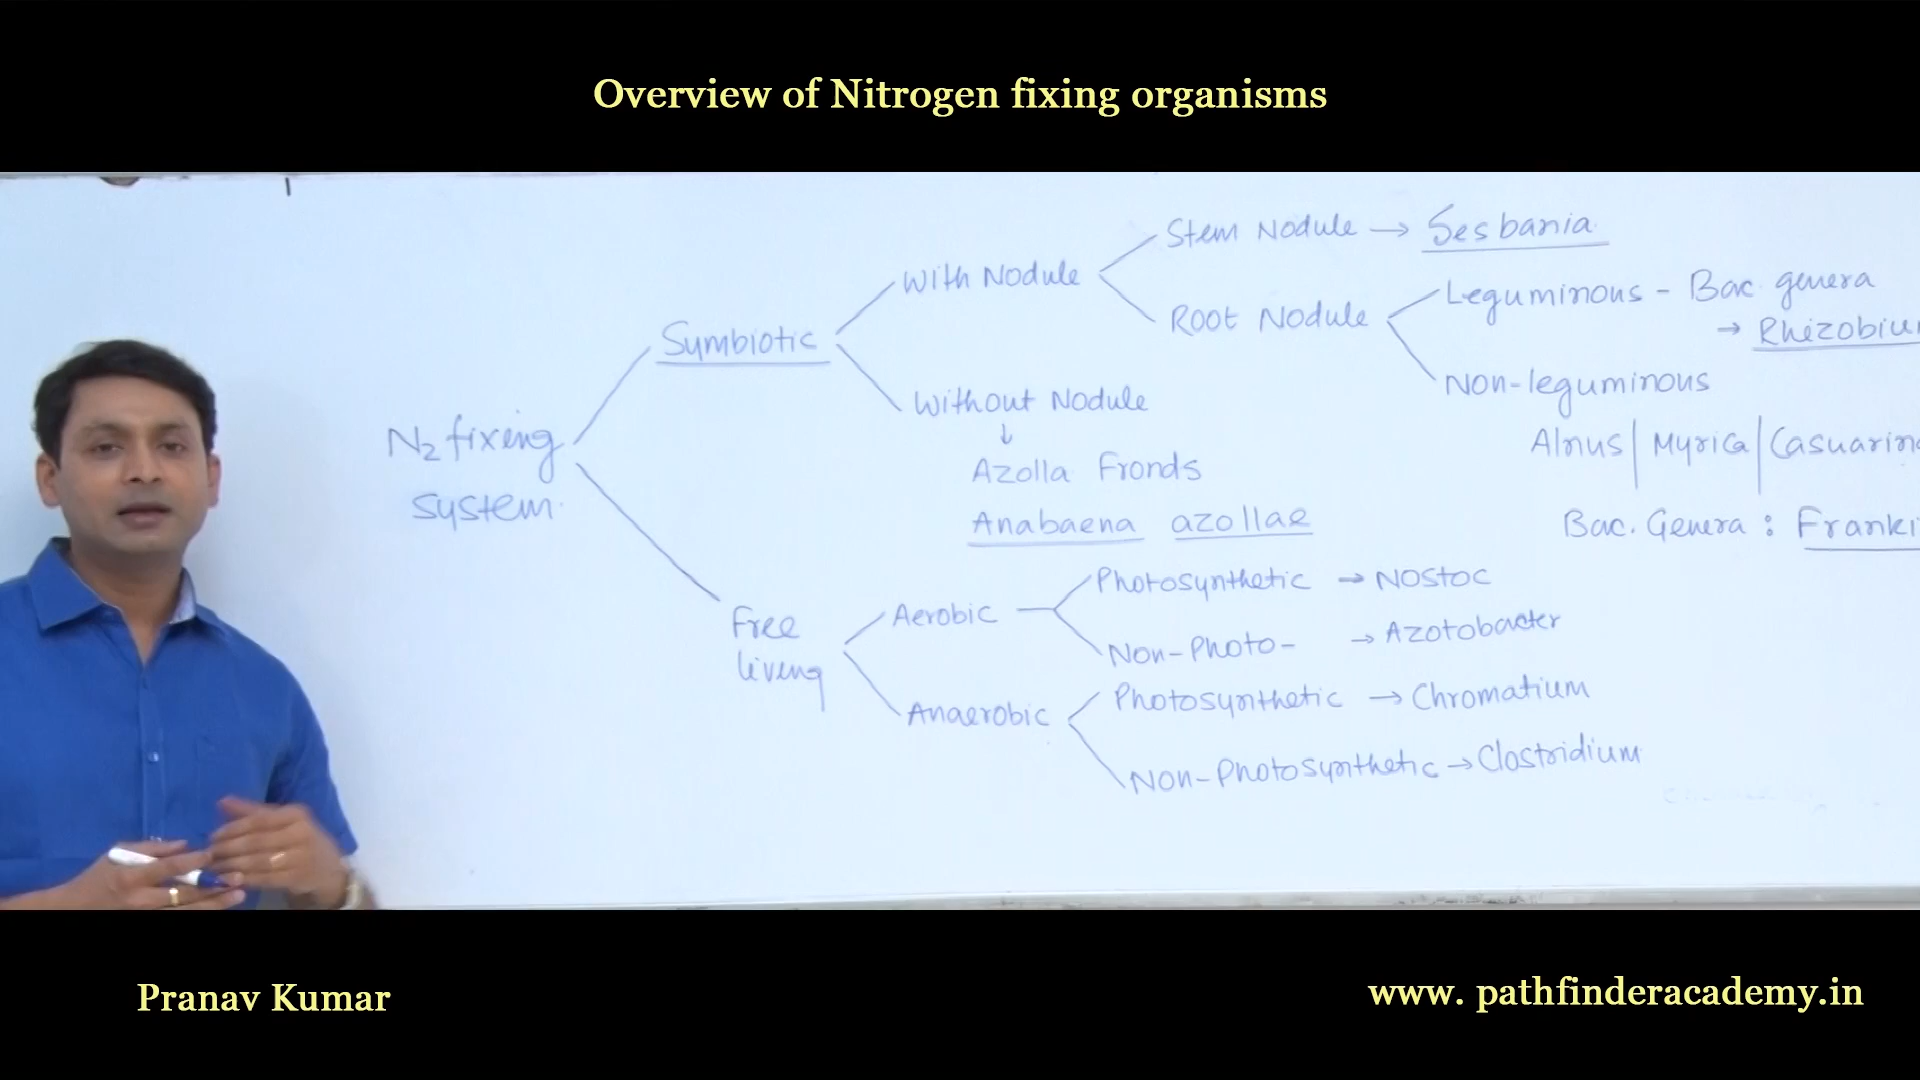 Overview of Nitrogen fixing organisms
N2 fixing
system.
Symbiotic
With Nodule
Stem Nodule → Sesbania
Root Nodule
Leguminous - Bac. genera
→ Rhizobiu
Non-leguminous
Alnus | Myrica | Casuarina
Bac. Genera : Franki
Without Nodule
↓
Azolla Fronds
Anabaena azollae
Free
living
Aerobic
Photosynthetic → Nostoc
Non-Photo- → Azotobacter
Anaerobic
Photosynthetic → Chromatium
Non-Photosynthetic → Clostridium
Pranav Kumar
www. pathfinderacademy.in